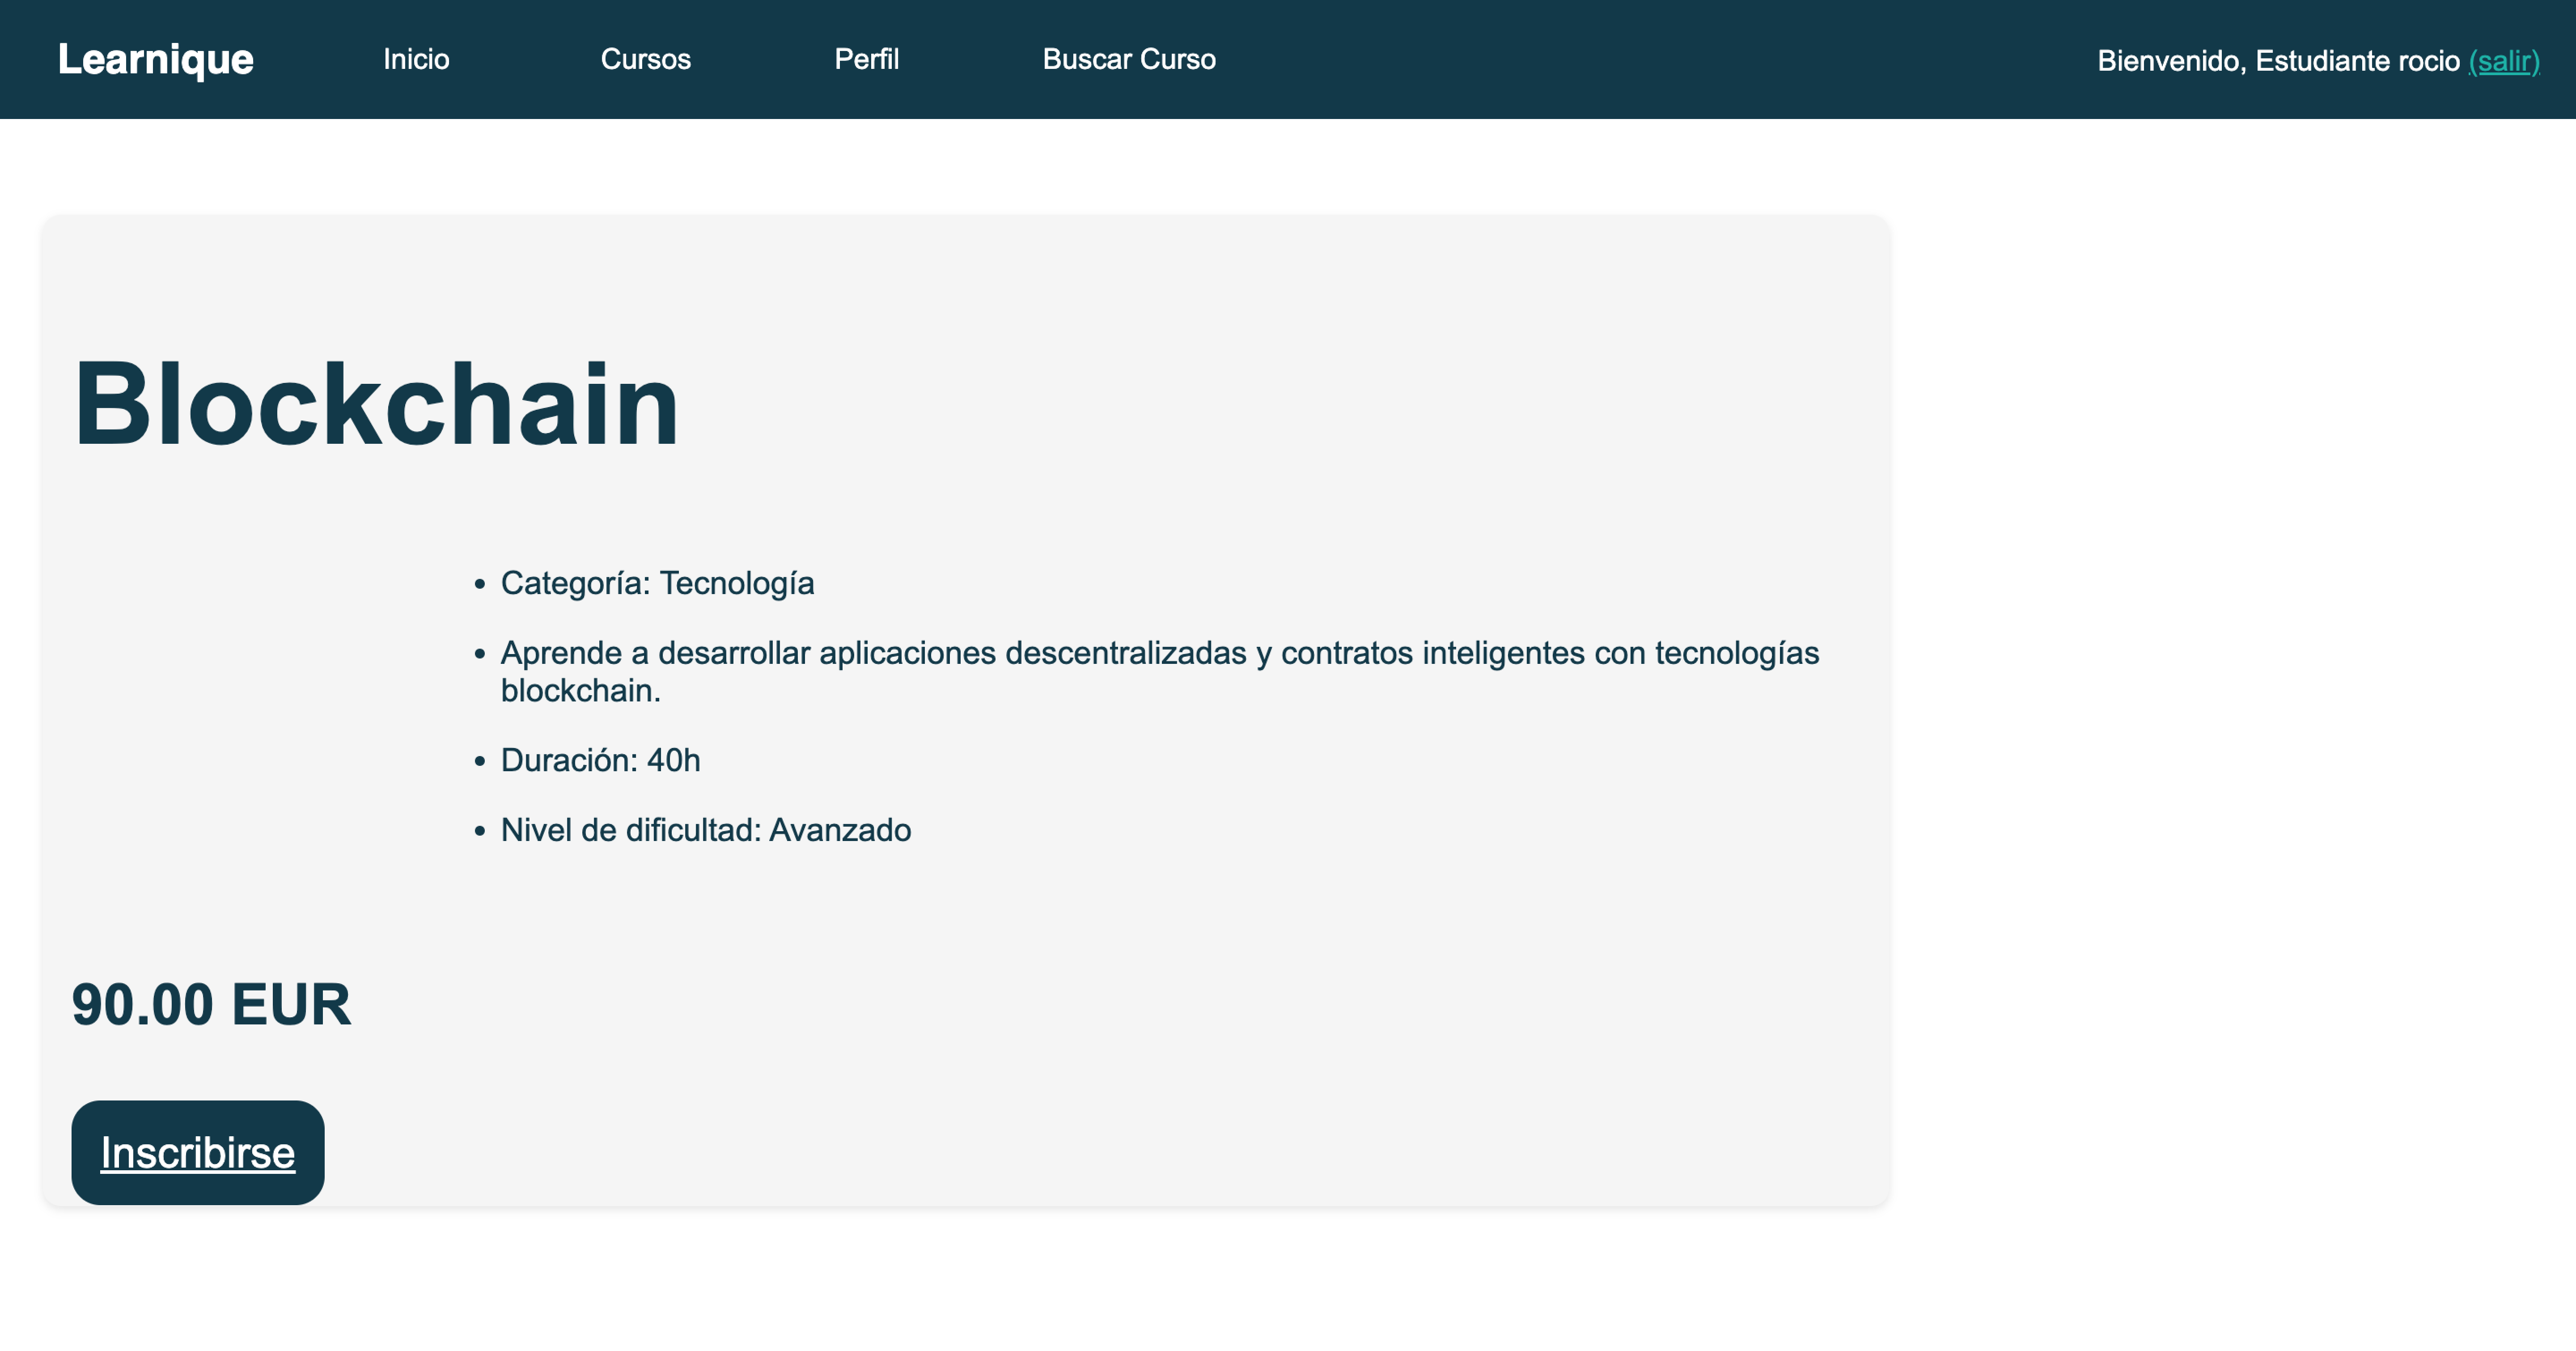 Learnique
Inicio
Cursos
Perfil
Buscar Curso
Bienvenido, Estudiante rocio (salir)
Blockchain
• Categoría: Tecnología
• Aprende a desarrollar aplicaciones descentralizadas y contratos inteligentes con tecnologías
blockchain.
• Duración: 40h
• Nivel de dificultad: Avanzado
90.00 EUR
Inscribirse